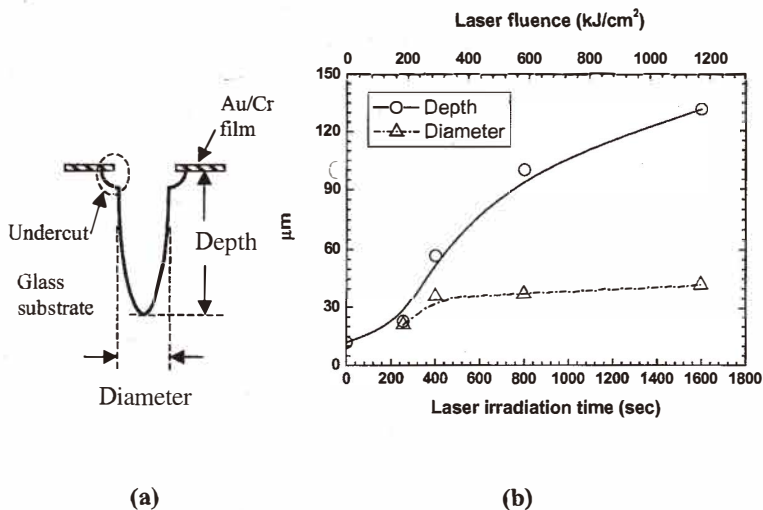 Au/Cr
film
Undercut
Depth
Glass
substrate
Diameter
(a)
Laser fluence (kJ/cm²)
0 200 400 600 800 1000 1200
150
120
90
60
30
0
μm
Depth
Diameter
0 200 400 600 800 1000 1200 1400 1600 1800
Laser irradiation time (sec)
(b)